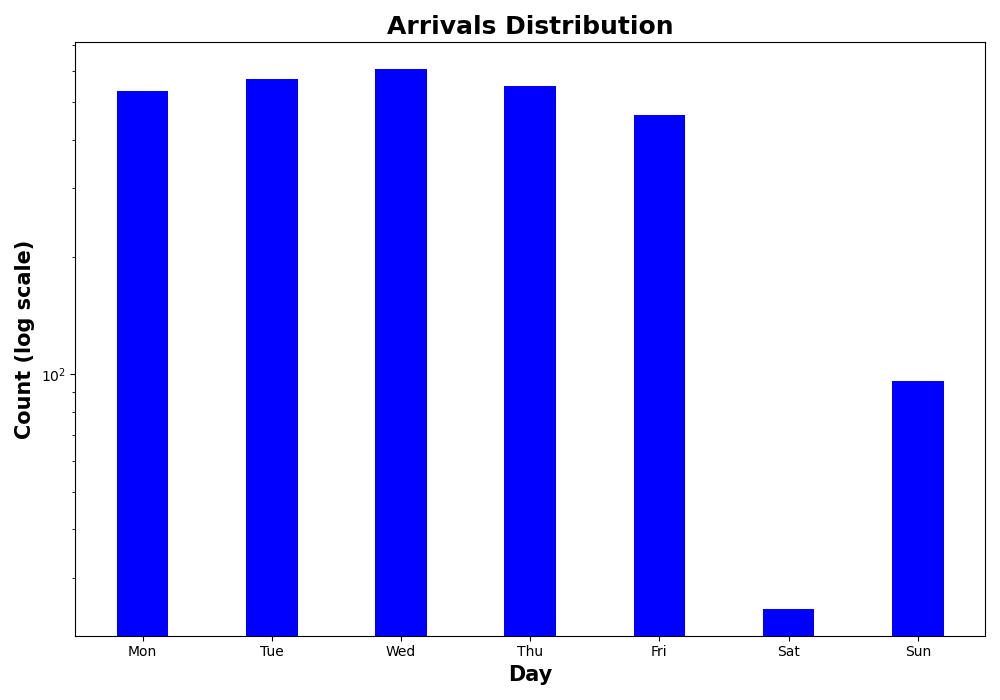 Arrivals Distribution
Count (log scale)
10²
Mon Tue Wed Thu Fri Sat Sun
Day